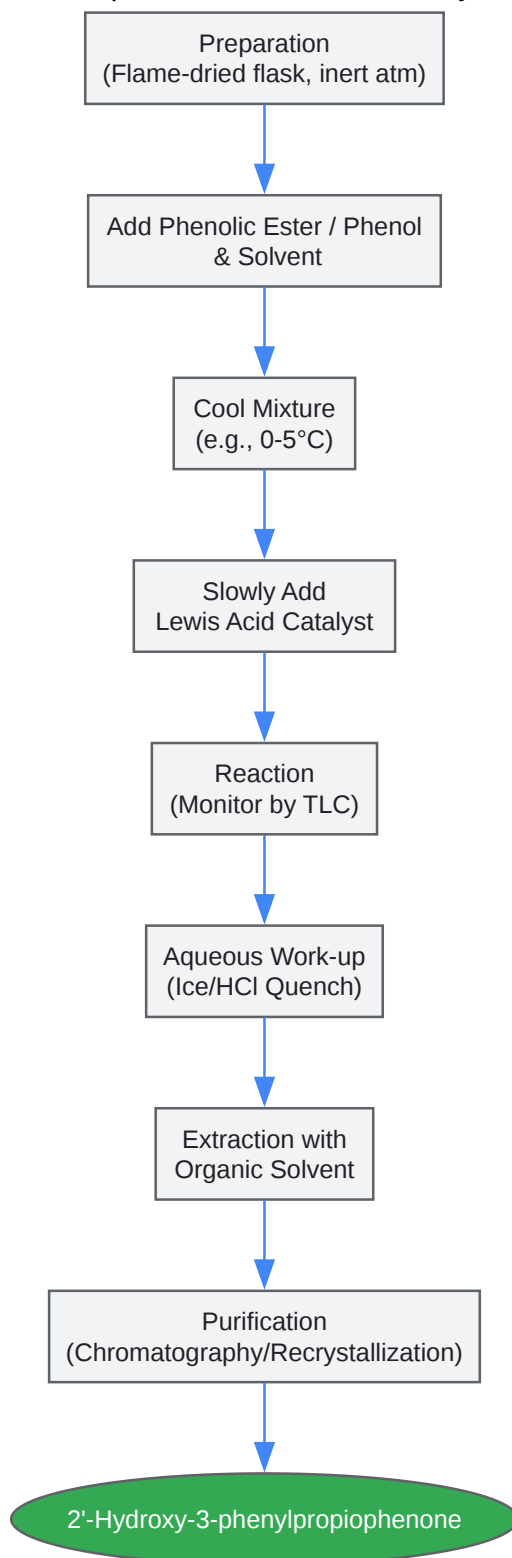 Preparation
(Flame-dried flask, inert atm)
Add Phenolic Ester / Phenol
& Solvent
Cool Mixture
(e.g., 0-5°C)
Slowly Add
Lewis Acid Catalyst
Reaction
(Monitor by TLC)
Aqueous Work-up
(Ice/HCl Quench)
Extraction with
Organic Solvent
Purification
(Chromatography/Recrystallization)
2'-Hydroxy-3-phenylpropiophenone